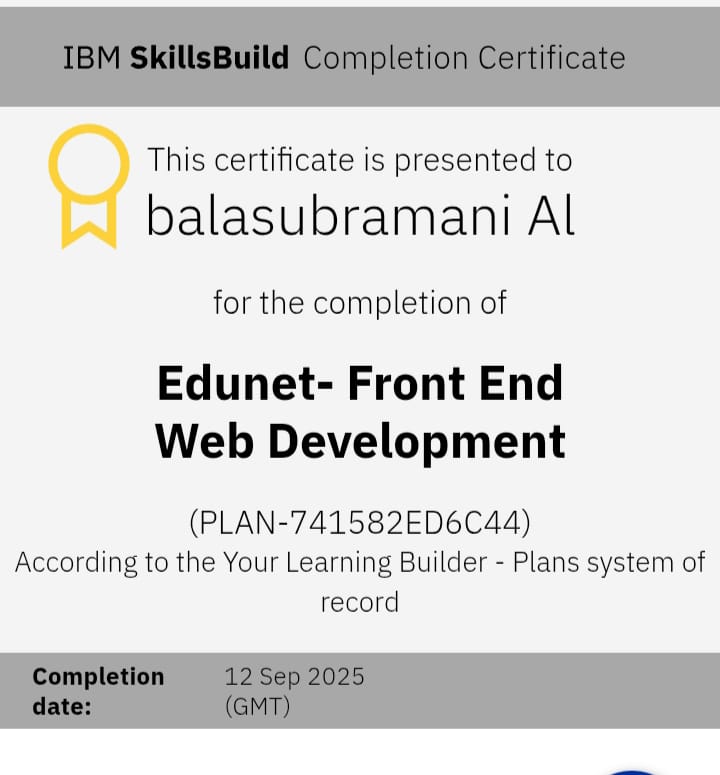 IBM SkillsBuild Completion Certificate
This certificate is presented to
balasubramani Al
for the completion of
Edunet- Front End
Web Development
(PLAN-741582ED6C44)
According to the Your Learning Builder - Plans system of
record
Completion 12 Sep 2025
date: (GMT)